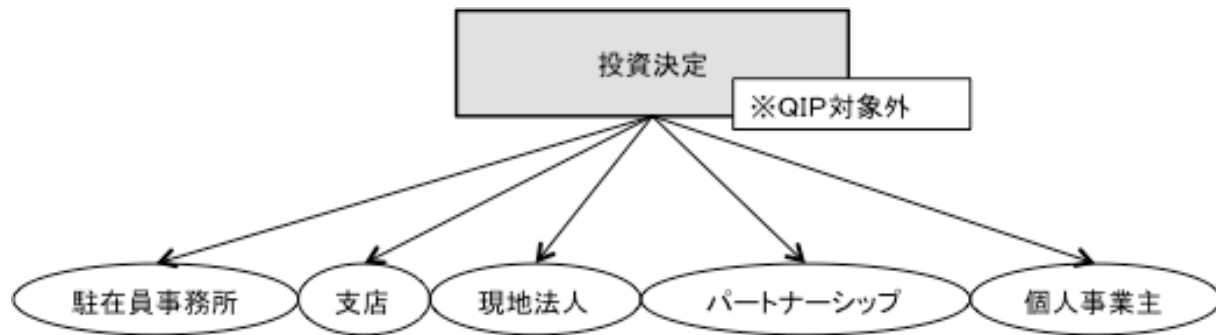 投資決定
※QIP対象外
駐在員事務所
支店
現地法人
パートナーシップ
個人事業主